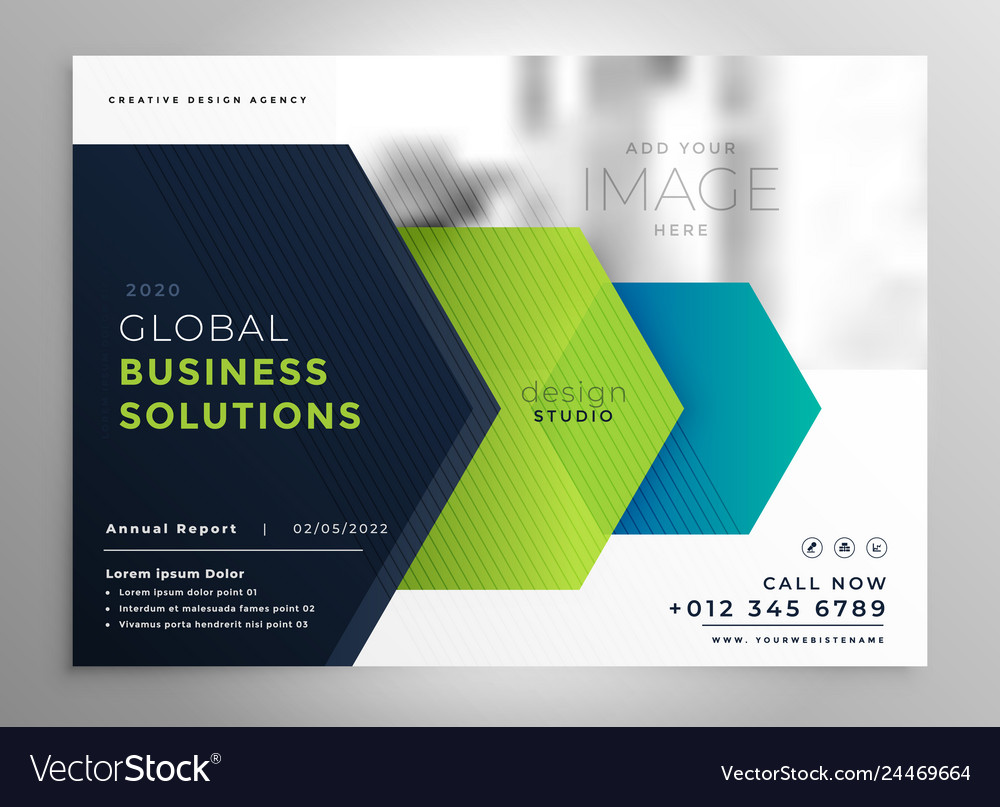 CREATIVE DESIGN AGENCY
ADD YOUR
IMAGE
HERE
2020
GLOBAL
BUSINESS
SOLUTIONS
design
STUDIO
Annual Report | 02/05/2022
Lorem ipsum Dolor
• Lorem ipsum dolor point 01
• Interdum et malesuada fames point 02
• Vivamus porta hendrerit nisi point 03
CALL NOW
+012 345 6789
WWW. YOURWEBISTENAME
VectorStock®
VectorStock.com/24469664